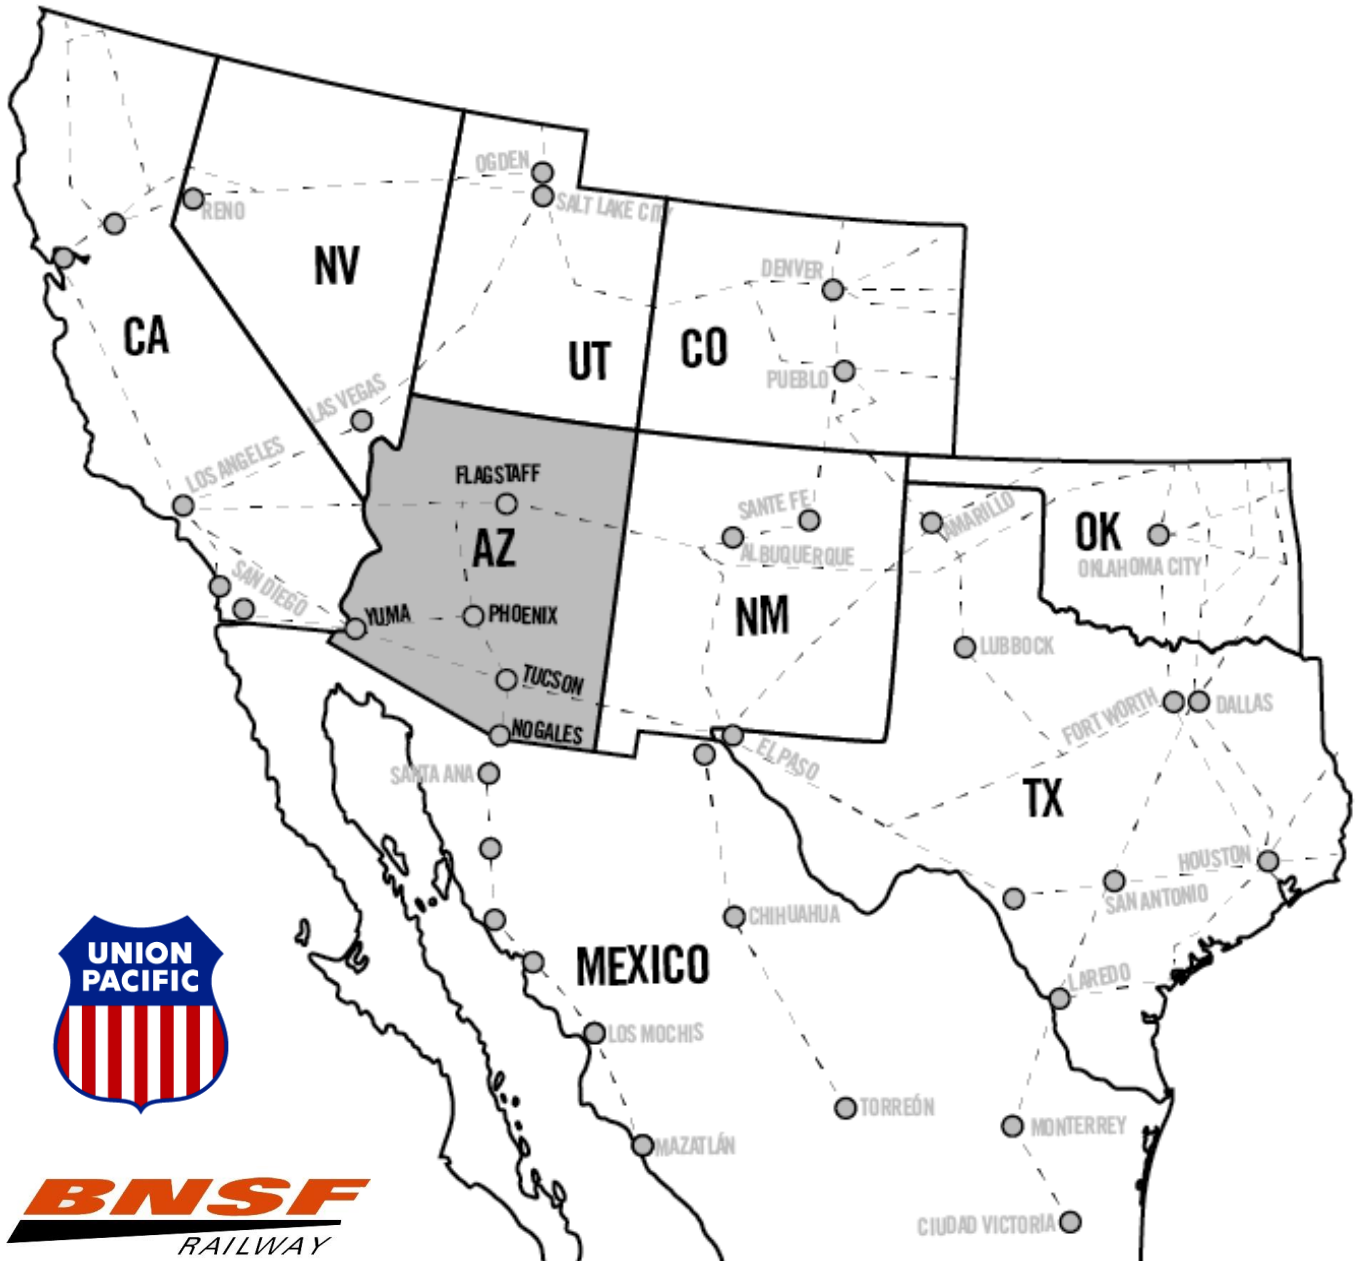 OGDEN
SALT LAKE CITY
RENO
NV
DENVER
CA
UT
CO
PUEBLO
LAS VEGAS
LOS ANGELES
FLAGSTAFF
SANTE FE
AMARILLO
AZ
ALBUQUERQUE
OK
OKLAHOMA CITY
SAN DIEGO
YUMA
PHOENIX
NM
LUBBOCK
TUCSON
FORT WORTH
DALLAS
NOGALES
EL PASO
SANTA ANA
TX
HOUSTON
SAN ANTONIO
CHIHUAHUA
UNION
PACIFIC
MEXICO
LAREDO
LOS MOCHIS
TORREÓN
MONTERREY
MAZATLÁN
BNSF
RAILWAY
CIUDAD VICTORIA